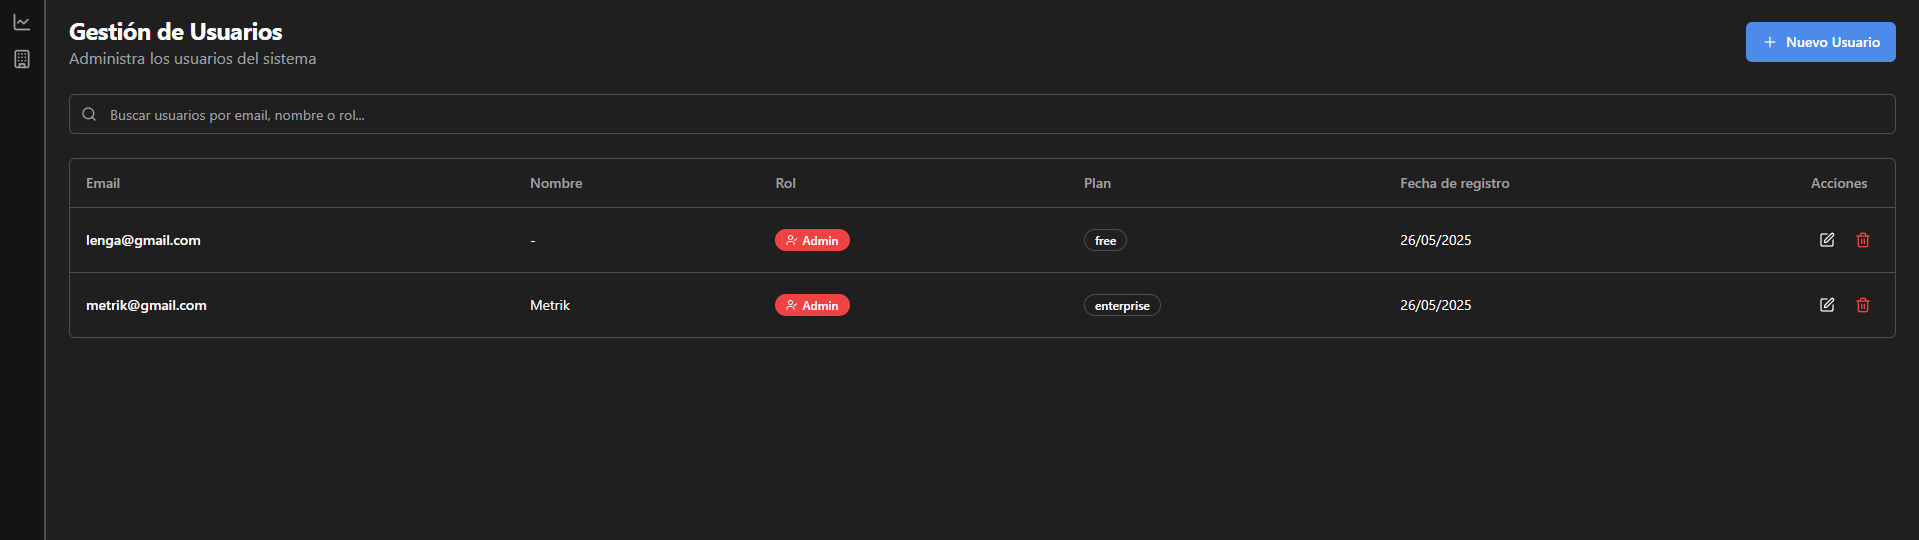 Gestión de Usuarios
Administra los usuarios del sistema
Nuevo Usuario
Buscar usuarios por email, nombre o rol...
Email Nombre Rol Plan Fecha de registro Acciones
lenga@gmail.com - Admin free 26/05/2025
metrik@gmail.com Metrik Admin enterprise 26/05/2025